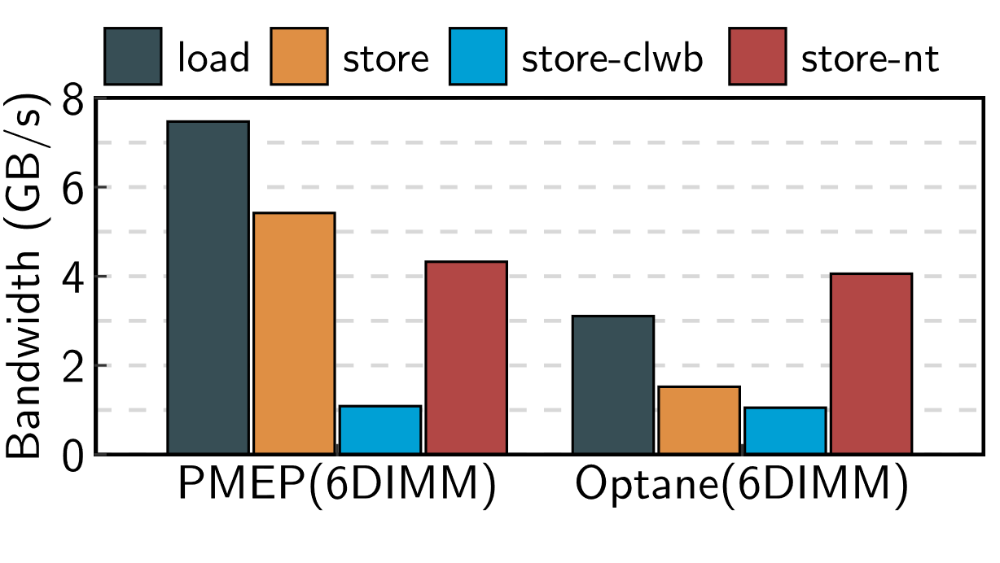 load store store-clwb store-nt
Bandwidth (GB/s)
8
6
4
2
0
PMEP(6DIMM) Optane(6DIMM)